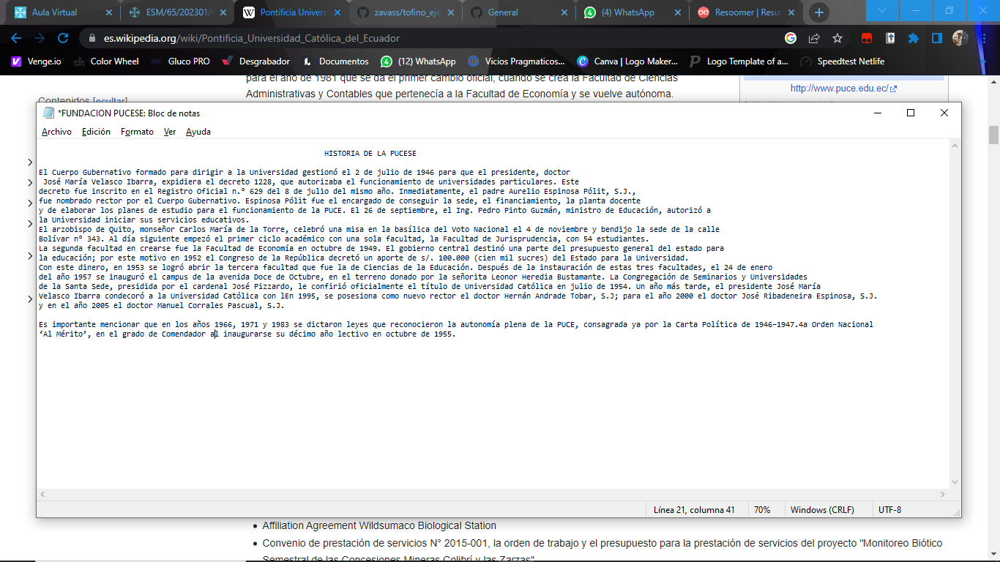 Aula Virtual
ESM/65/202301/
Pontificia Univers
zavass/tofino_eje
General
(4) WhatsApp
Resoomer | Resu
es.wikipedia.org/wiki/Pontificia_Universidad_Católica_del_Ecuador
Venge.io
Color Wheel
Gluco PRO
Desgrabador
Documentos
(12) WhatsApp
Vicios Pragmaticos...
Canva | Logo Maker...
Logo Template of a...
Speedtest Netlife
para el año de 1981 que se da el primer cambio oficial, cuando se crea la Facultad de Ciencias
Administrativas y Contables que pertenecía a la Facultad de Economía y se vuelve autónoma.
http://www.puce.edu.ec/
Contenidos [ocultar]
*FUNDACION PUCESE: Bloc de notas
Archivo Edición Formato Ver Ayuda
HISTORIA DE LA PUCESE
El Cuerpo Gubernativo formado para dirigir a la Universidad gestionó el 2 de julio de 1946 para que el presidente, doctor
José María Velasco Ibarra, expidiera el decreto 1228, que autorizaba el funcionamiento de universidades particulares. Este
decreto fue inscrito en el Registro Oficial n.º 629 del 8 de julio del mismo año. Inmediatamente, el padre Aurelio Espinosa Pólit, S.J.,
fue nombrado rector por el Cuerpo Gubernativo. Espinosa Pólit fue el encargado de conseguir la sede, el financiamiento, la planta docente
y de elaborar los planes de estudio para el funcionamiento de la PUCE. El 26 de septiembre, el Ing. Pedro Pinto Guzmán, ministro de Educación, autorizó a
la Universidad iniciar sus servicios educativos.
El arzobispo de Quito, monseñor Carlos María de la Torre, celebró una misa en la basílica del Voto Nacional el 4 de noviembre y bendijo la sede de la calle
Bolívar nº 343. Al día siguiente empezó el primer ciclo académico con una sola facultad, la Facultad de Jurisprudencia, con 54 estudiantes.
La segunda facultad en crearse fue la Facultad de Economía en octubre de 1949. El gobierno central destinó una parte del presupuesto general del estado para
la educación; por este motivo en 1952 el Congreso de la República decretó un aporte de s/. 100.000 (cien mil sucres) del Estado para la Universidad.
Con este dinero, en 1953 se logró abrir la tercera facultad que fue la de Ciencias de la Educación. Después de la instauración de estas tres facultades, el 24 de enero
del año 1957 se inauguró el campus de la avenida Doce de Octubre, en el terreno donado por la señorita Leonor Heredia Bustamante. La Congregación de Seminarios y Universidades
de la Santa Sede, presidida por el cardenal José Pizzardo, le confirió oficialmente el título de Universidad Católica en julio de 1954. Un año más tarde, el presidente José María
Velasco Ibarra condecoró a la Universidad Católica con lEn 1995, se posesiona como nuevo rector el doctor Hernán Andrade Tobar, S.J; para el año 2000 el doctor José Ribadeneira Espinosa, S.J.
y en el año 2005 el doctor Manuel Corrales Pascual, S.J.
Es importante mencionar que en los años 1966, 1971 y 1983 se dictaron leyes que reconocieron la autonomía plena de la PUCE, consagrada ya por la Carta Política de 1946-1947.4a Orden Nacional
‘Al Mérito’, en el grado de Comendador al inaugurarse su décimo año lectivo en octubre de 1955.
Línea 21, columna 41
70%
Windows (CRLF)
UTF-8
Affiliation Agreement Wildsumaco Biological Station
Convenio de prestación de servicios N° 2015-001, la orden de trabajo y el presupuesto para la prestación de servicios del proyecto "Monitoreo Biótico
Semestral de las Concesiones Mineras Colibrí y las Zarzas"